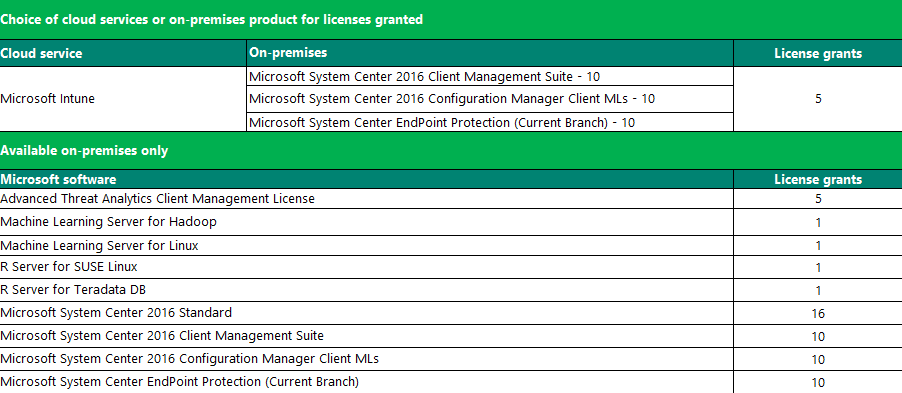 Choice of cloud services or on-premises product for licenses granted
Cloud service On-premises License grants
Microsoft System Center 2016 Client Management Suite - 10
Microsoft Intune Microsoft System Center 2016 Configuration Manager Client MLs - 10 5
Microsoft System Center EndPoint Protection (Current Branch) - 10
Available on-premises only
Microsoft software License grants
Advanced Threat Analytics Client Management License 5
Machine Learning Server for Hadoop 1
Machine Learning Server for Linux 1
R Server for SUSE Linux 1
R Server for Teradata DB 1
Microsoft System Center 2016 Standard 16
Microsoft System Center 2016 Client Management Suite 10
Microsoft System Center 2016 Configuration Manager Client MLs 10
Microsoft System Center EndPoint Protection (Current Branch) 10